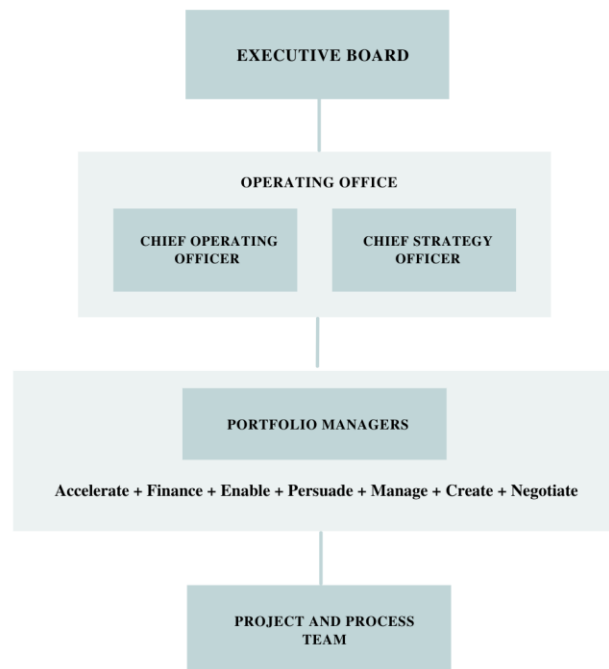 EXECUTIVE BOARD
OPERATING OFFICE
CHIEF OPERATING
OFFICER
CHIEF STRATEGY
OFFICER
PORTFOLIO MANAGERS
Accelerate + Finance + Enable + Persuade + Manage + Create + Negotiate
PROJECT AND PROCESS
TEAM